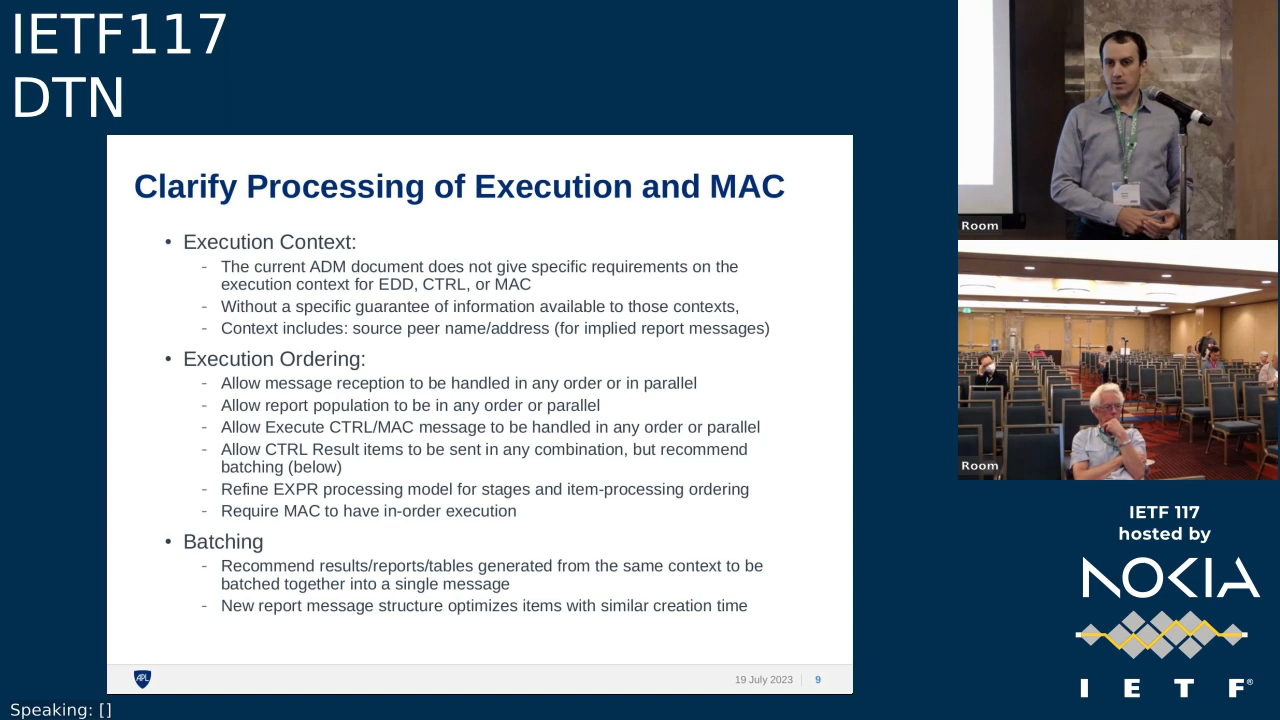 IETF117
DTN
Clarify Processing of Execution and MAC
• Execution Context:
- The current ADM document does not give specific requirements on the
execution context for EDD, CTRL, or MAC
- Without a specific guarantee of information available to those contexts,
- Context includes: source peer name/address (for implied report messages)
• Execution Ordering:
- Allow message reception to be handled in any order or in parallel
- Allow report population to be in any order or parallel
- Allow Execute CTRL/MAC message to be handled in any order or parallel
- Allow CTRL Result items to be sent in any combination, but recommend
batching (below)
- Refine EXPR processing model for stages and item-processing ordering
- Require MAC to have in-order execution
• Batching
- Recommend results/reports/tables generated from the same context to be
batched together into a single message
- New report message structure optimizes items with similar creation time
APL
19 July 2023
9
Room
Room
IETF 117
hosted by
NOKIA
I E T F®
Speaking: []